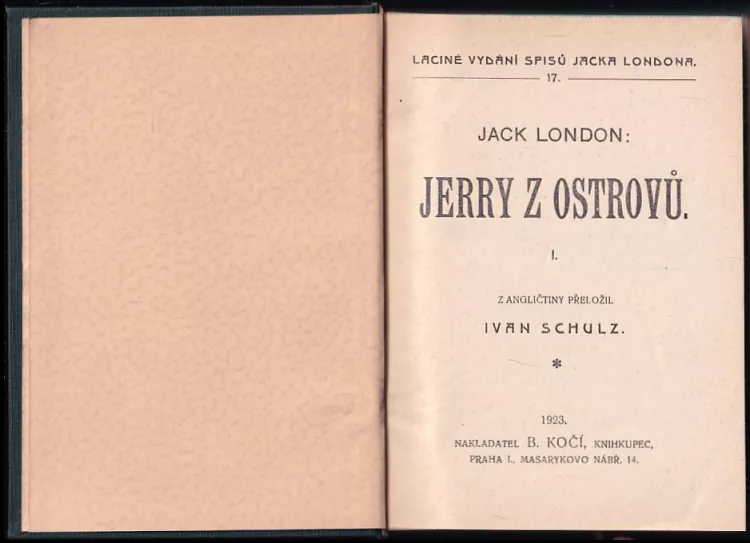 LACINÉ VYDÁNÍ SPISŮ JACKA LONDONA.
17.
JACK LONDON:
JERRY Z OSTROVŮ.
I.
Z ANGLIČTINY PŘELOŽIL
IVAN SCHULZ.
*
1923.
NAKLADATEL B. KOČÍ, KNIHKUPEC,
PRAHA I., MASARYKOVO NÁBŘ. 14.